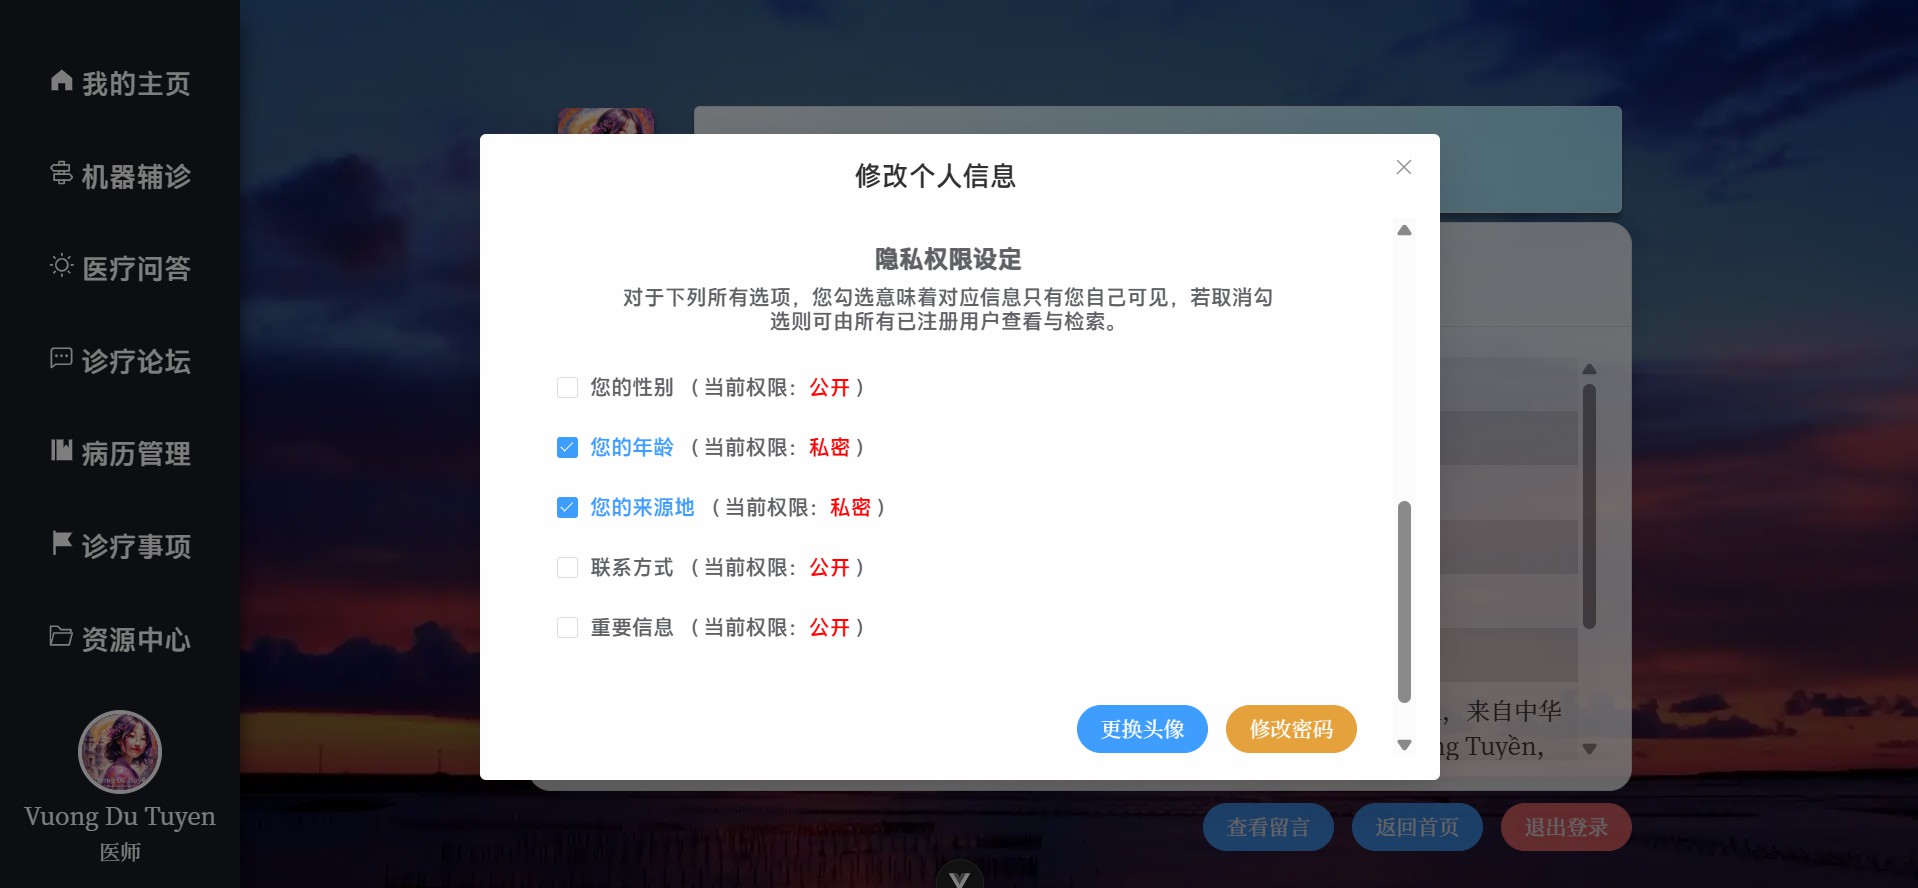 我的主页
机器辅诊
医疗问答
诊疗论坛
病历管理
诊疗事项
资源中心
Vuong Du Tuyen
医师
修改个人信息
隐私权限设定
对于下列所有选项，您勾选意味着对应信息只有您自己可见，若取消勾
选则可由所有已注册用户查看与检索。
您的性别 （当前权限：公开）
您的年龄 （当前权限：私密）
您的来源地 （当前权限：私密）
联系方式 （当前权限：公开）
重要信息 （当前权限：公开）
更换头像
修改密码
，来自中华
ng Tuyền,
查看留言
返回首页
退出登录